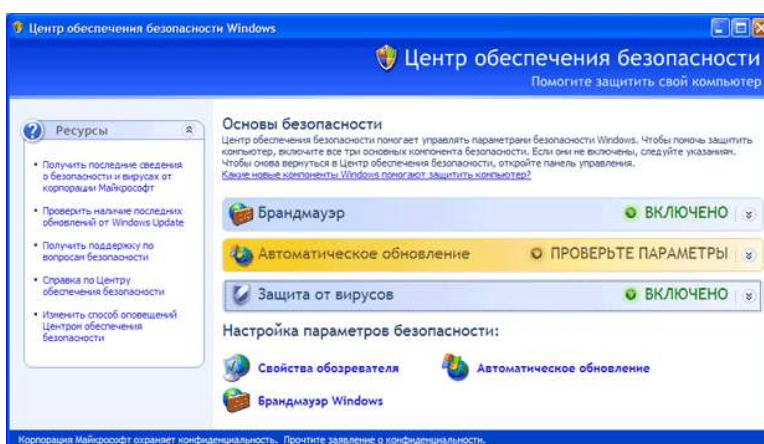 Центр обеспечения безопасности Windows
Центр обеспечения безопасности
Помогите защитить свой компьютер
Ресурсы
Получить последние сведения
о безопасности и вирусах от
корпорации Майкрософт
Проверить наличие последних
обновлений от Windows Update
Получить поддержку по
вопросам безопасности
Справка по Центру
обеспечения безопасности
Изменить способ оповещений
Центром обеспечения
безопасности
Основы безопасности
Центр обеспечения безопасности помогает управлять параметрами безопасности Windows. Чтобы помочь защитить
компьютер, включите все три основных компонента безопасности. Если они не включены, следуйте указаниям.
Чтобы снова вернуться в Центр обеспечения безопасности, откройте панель управления.
Какие новые компоненты Windows помогают защитить компьютер?
Брандмауэр ВКЛЮЧЕНО
Автоматическое обновление ПРОВЕРЬТЕ ПАРАМЕТРЫ
Защита от вирусов ВКЛЮЧЕНО
Настройка параметров безопасности:
Свойства обозревателя Автоматическое обновление
Брандмауэр Windows
Корпорация Майкрософт охраняет конфиденциальность. Прочтите заявление о конфиденциальности.